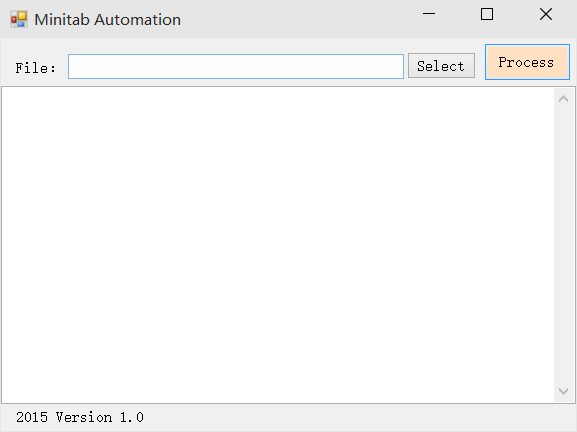 Minitab Automation
File:
Select
Process
2015 Version 1.0